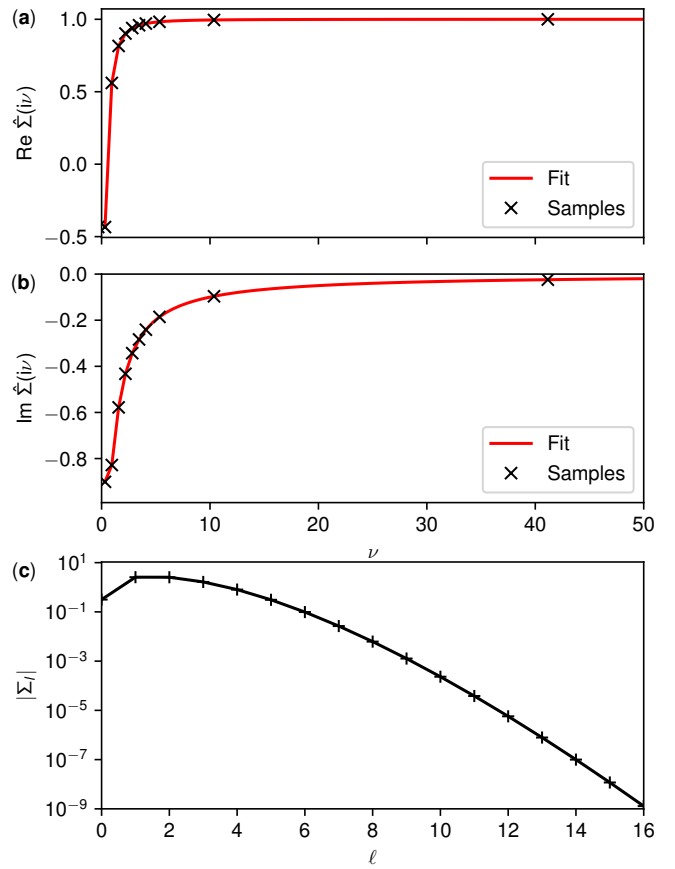 (a)
1.0
0.5
0.0
−0.5
Re Σ̂(iν)
Fit
Samples
(b)
0.0
−0.2
−0.4
−0.6
−0.8
Im Σ̂(iν)
Fit
Samples
0 10 20 30 40 50
ν
(c)
10¹
10⁻¹
10⁻³
10⁻⁵
10⁻⁷
10⁻⁹
|Σ_l|
0 2 4 6 8 10 12 14 16
ℓ